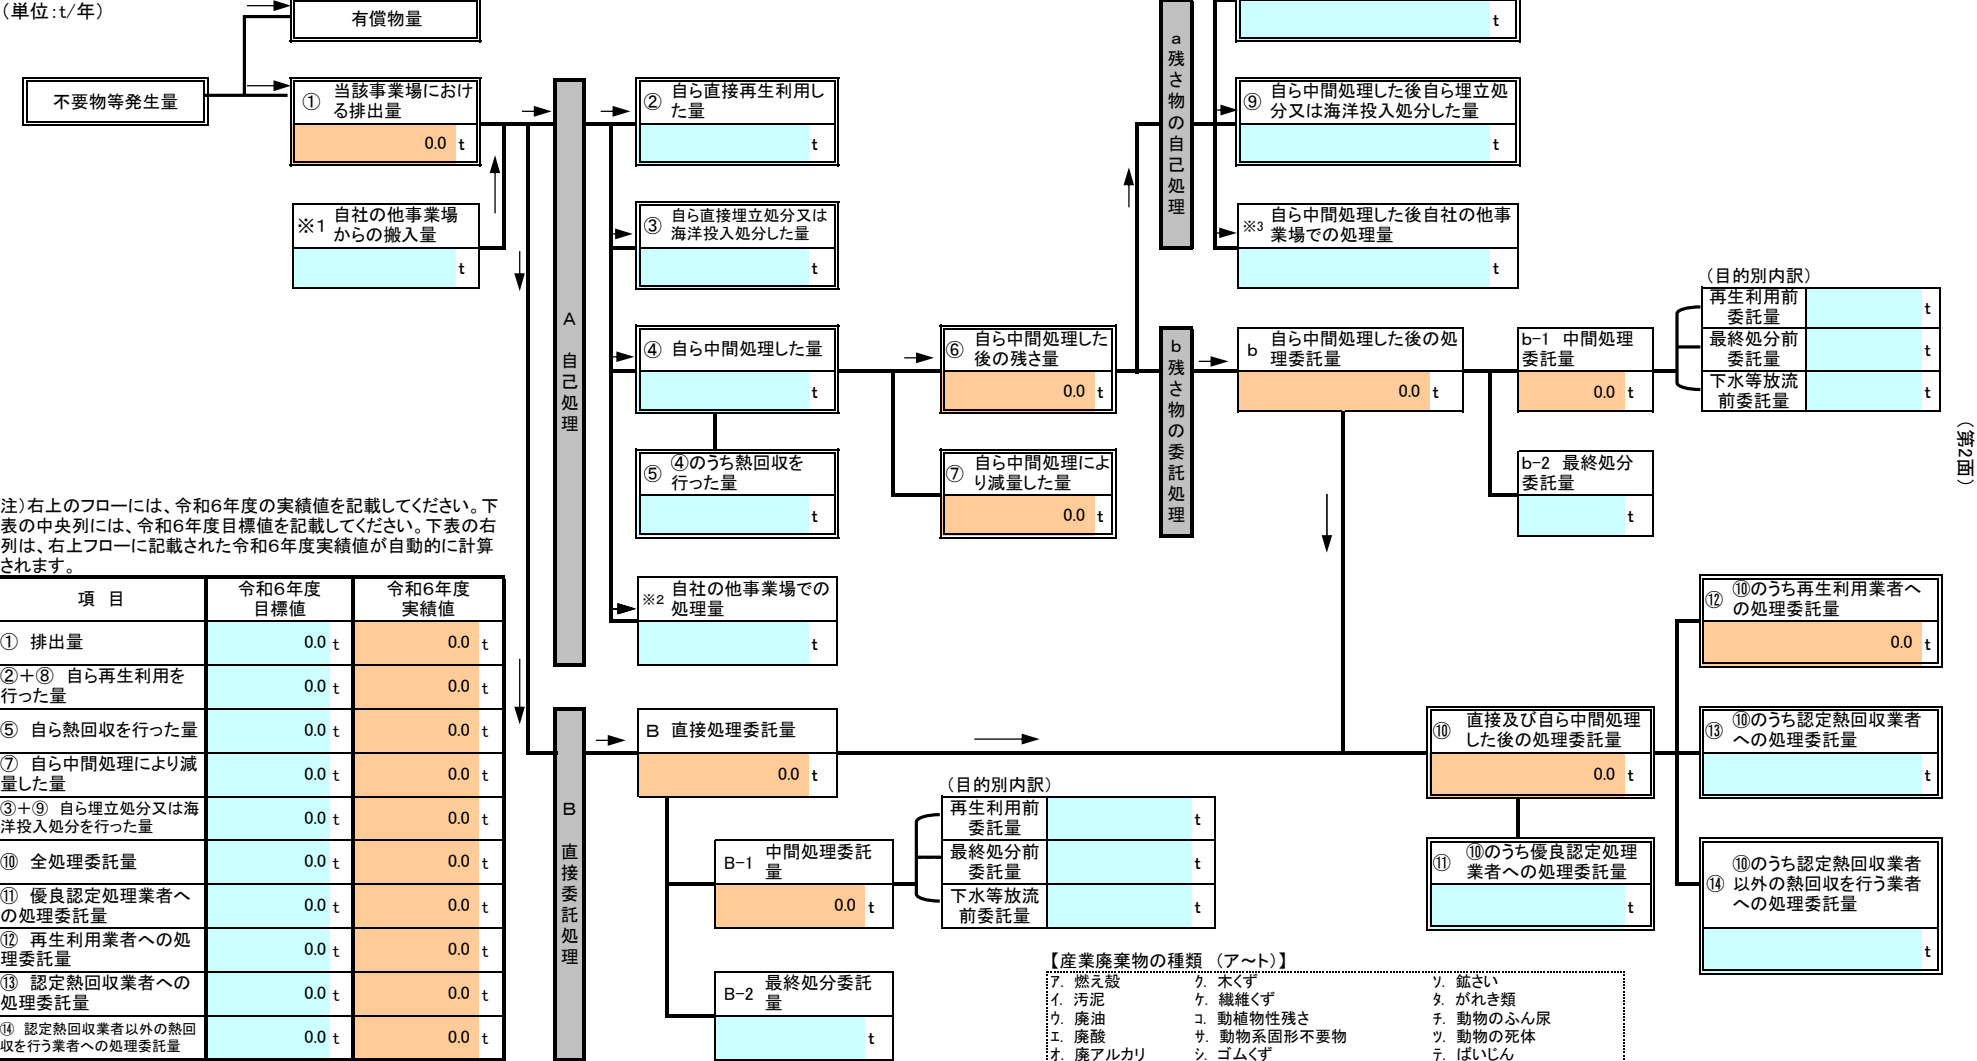 （単位：t/年）
有償物量
t
不要物等発生量
① 当該事業場におけ
る排出量
0.0 t
※1 自社の他事業場
からの搬入量
t
A 自己処理
② 自ら直接再生利用し
た量
t
③ 自ら直接埋立処分又は
海洋投入処分した量
t
④ 自ら中間処理した量
t
⑤ ④のうち熱回収を
行った量
t
※2 自社の他事業場での
処理量
t
⑥ 自ら中間処理した
後の残さ量
0.0 t
⑦ 自ら中間処理によ
り減量した量
0.0 t
a残さ物の自己処理
⑨ 自ら中間処理した後自ら埋立処
分又は海洋投入処分した量
t
※3 自ら中間処理した後自社の他事
業場での処理量
t
b残さ物の委託処理
b 自ら中間処理した後の処
理委託量
0.0 t
b-1 中間処理
委託量
0.0 t
b-2 最終処分
委託量
t
（目的別内訳）
再生利用前
委託量
t
最終処分前
委託量
t
下水等放流
前委託量
t
（第2面）
注）右上のフローには、令和6年度の実績値を記載してください。下
表の中央列には、令和6年度目標値を記載してください。下表の右
列は、右上フローに記載された令和6年度実績値が自動的に計算
されます。
項 目 令和6年度
目標値 令和6年度
実績値
① 排出量 0.0 t 0.0 t
②＋⑧ 自ら再生利用を
行った量 0.0 t 0.0 t
⑤ 自ら熱回収を行った量 0.0 t 0.0 t
⑦ 自ら中間処理により減
量した量 0.0 t 0.0 t
③＋⑨ 自ら埋立処分又は海
洋投入処分を行った量 0.0 t 0.0 t
⑩ 全処理委託量 0.0 t 0.0 t
⑪ 優良認定処理業者へ
の処理委託量 0.0 t 0.0 t
⑫ 再生利用業者への処
理委託量 0.0 t 0.0 t
⑬ 認定熱回収業者への
処理委託量 0.0 t 0.0 t
⑭ 認定熱回収業者以外の熱回
収を行う業者への処理委託量 0.0 t 0.0 t
B 直接委託処理
B 直接処理委託量
0.0 t
B-1 中間処理委託
量
0.0 t
B-2 最終処分委託
量
t
（目的別内訳）
再生利用前
委託量
t
最終処分前
委託量
t
下水等放流
前委託量
t
⑩ 直接及び自ら中間処理
した後の処理委託量
0.0 t
⑪ ⑩のうち優良認定処理
業者への処理委託量
t
⑫ ⑩のうち再生利用業者へ
の処理委託量
0.0 t
⑬ ⑩のうち認定熱回収業者
への処理委託量
t
⑭ ⑩のうち認定熱回収業者
以外の熱回収を行う業者
への処理委託量
t
【産業廃棄物の種類 （ア～ト）】
ア. 燃え殻 ク. 木くず ソ. 鉱さい
イ. 汚泥 ケ. 繊維くず タ. がれき類
ウ. 廃油 コ. 動植物性残さ チ. 動物のふん尿
エ. 廃酸 サ. 動物系固形不要物 ツ. 動物の死体
オ. 廃アルカリ シ. ゴムくず テ. ばいじん